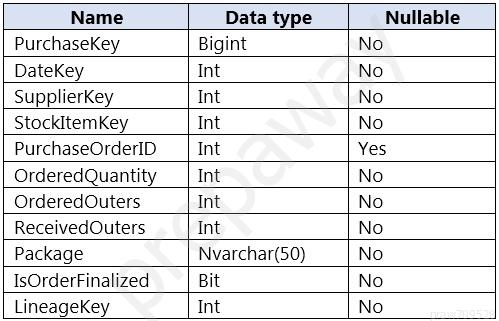 Name Data type Nullable
PurchaseKey Bigint No
DateKey Int No
SupplierKey Int No
StockItemKey Int No
PurchaseOrderID Int Yes
OrderedQuantity Int No
OrderedOuters Int No
ReceivedOuters Int No
Package Nvarchar(50) No
IsOrderFinalized Bit No
LineageKey Int No
prepaway